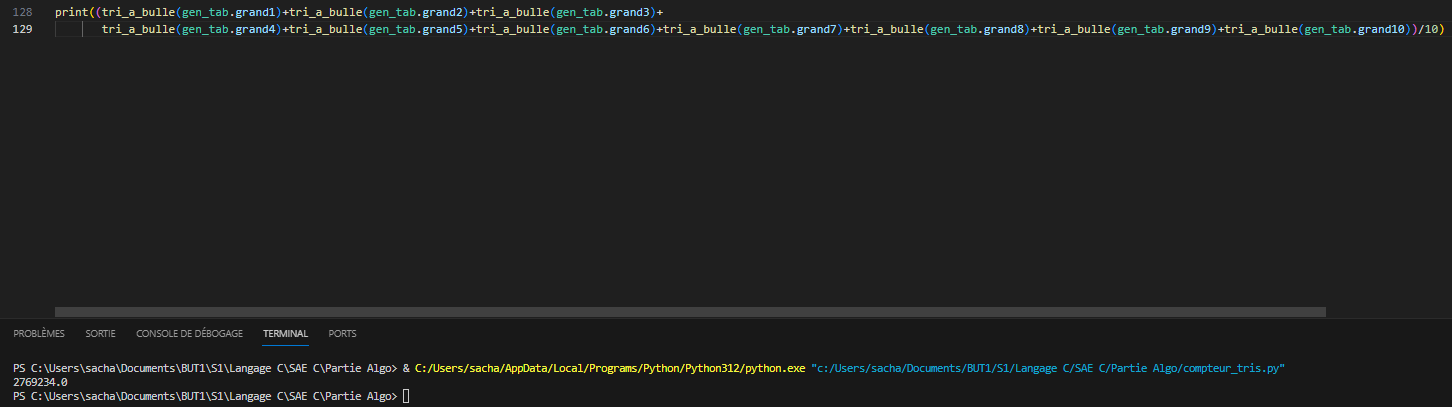 128 print((tri_a_bulle(gen_tab.grand1)+tri_a_bulle(gen_tab.grand2)+tri_a_bulle(gen_tab.grand3)+
129 tri_a_bulle(gen_tab.grand4)+tri_a_bulle(gen_tab.grand5)+tri_a_bulle(gen_tab.grand6)+tri_a_bulle(gen_tab.grand7)+tri_a_bulle(gen_tab.grand8)+tri_a_bulle(gen_tab.grand9)+tri_a_bulle(gen_tab.grand10))/10)
PROBLÈMES SORTIE CONSOLE DE DÉBOGAGE TERMINAL PORTS
PS C:\Users\sacha\Documents\BUT1\S1\Langage C\SAE C\Partie Algo> & C:/Users/sacha/AppData/Local/Programs/Python/Python312/python.exe "c:/Users/sacha/Documents/BUT1/S1/Langage C/SAE C/Partie Algo/compteur_tris.py"
2769234.0
PS C:\Users\sacha\Documents\BUT1\S1\Langage C\SAE C\Partie Algo>